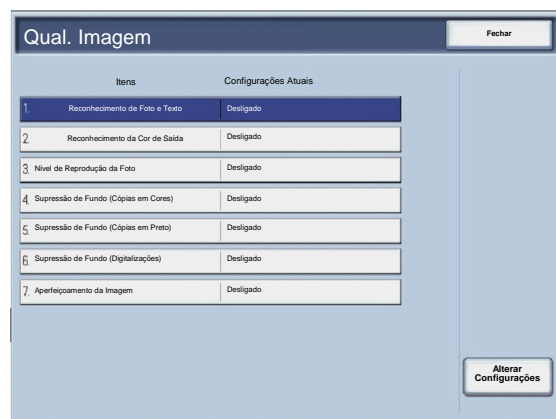 Qual. Imagem
Fechar
Itens Configurações Atuais
1. Reconhecimento de Foto e Texto Desligado
2. Reconhecimento da Cor de Saída Desligado
3. Nível de Reprodução da Foto Desligado
4. Supressão de Fundo (Cópias em Cores) Desligado
5. Supressão de Fundo (Cópias em Preto) Desligado
6. Supressão de Fundo (Digitalizações) Desligado
7. Aperfeiçoamento da Imagem Desligado
Alterar
Configurações